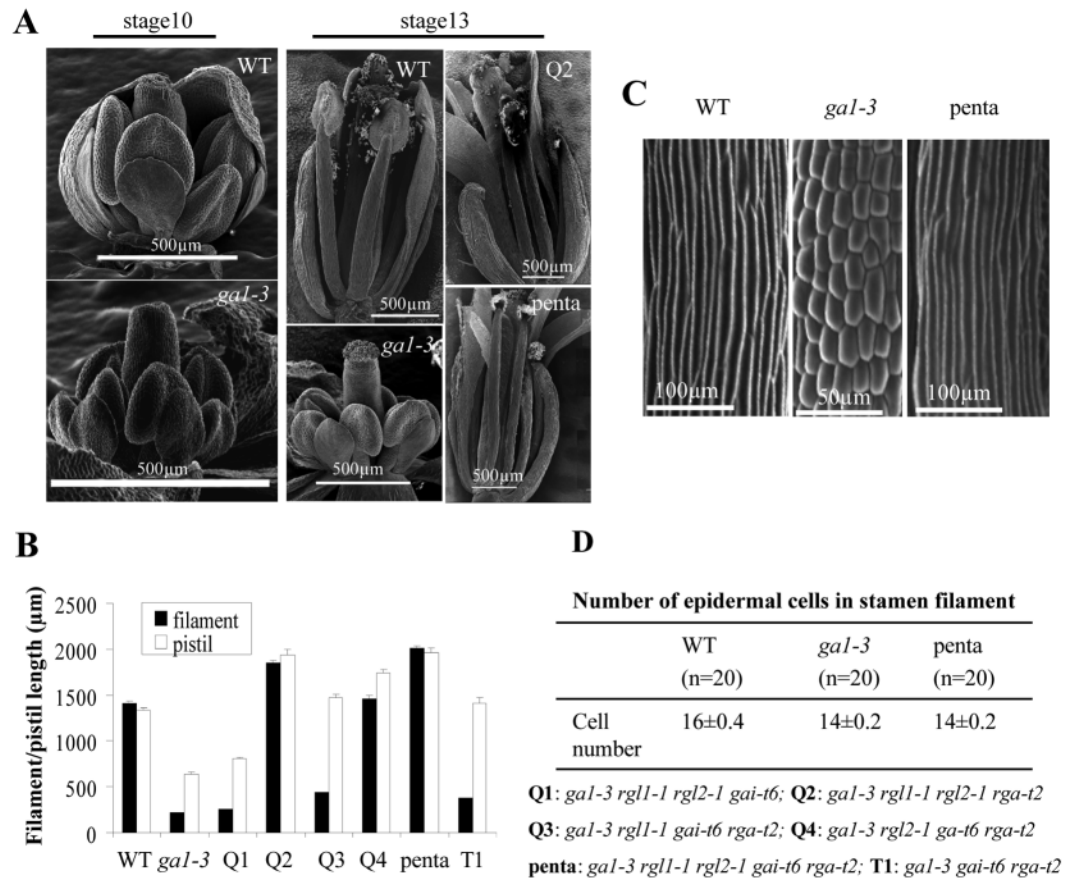 A
stage10
stage13
WT
WT
Q2
500μm
500μm
500μm
ga1-3
ga1-3
penta
500μm
500μm
500μm
C
WT
ga1-3
penta
100μm
50μm
100μm
B
Filament/pistil length (μm)
2500
2000
1500
1000
500
0
filament
pistil
WT ga1-3 Q1 Q2 Q3 Q4 penta T1
D
Number of epidermal cells in stamen filament
WT ga1-3 penta
(n=20) (n=20) (n=20)
Cell number 16±0.4 14±0.2 14±0.2
Q1: ga1-3 rgl1-1 rgl2-1 gai-t6; Q2: ga1-3 rgl1-1 rgl2-1 rga-t2
Q3: ga1-3 rgl1-1 gai-t6 rga-t2; Q4: ga1-3 rgl2-1 ga-t6 rga-t2
penta: ga1-3 rgl1-1 rgl2-1 gai-t6 rga-t2; T1: ga1-3 gai-t6 rga-t2